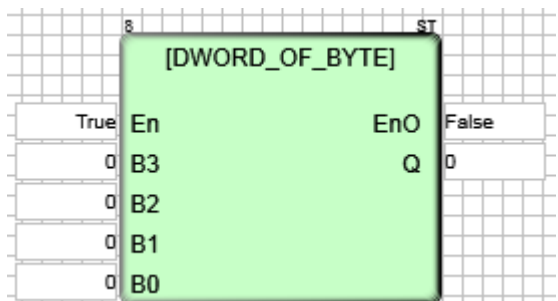 8 ST
[DWORD_OF_BYTE]
True En EnO False
0 B3 Q 0
0 B2
0 B1
0 B0